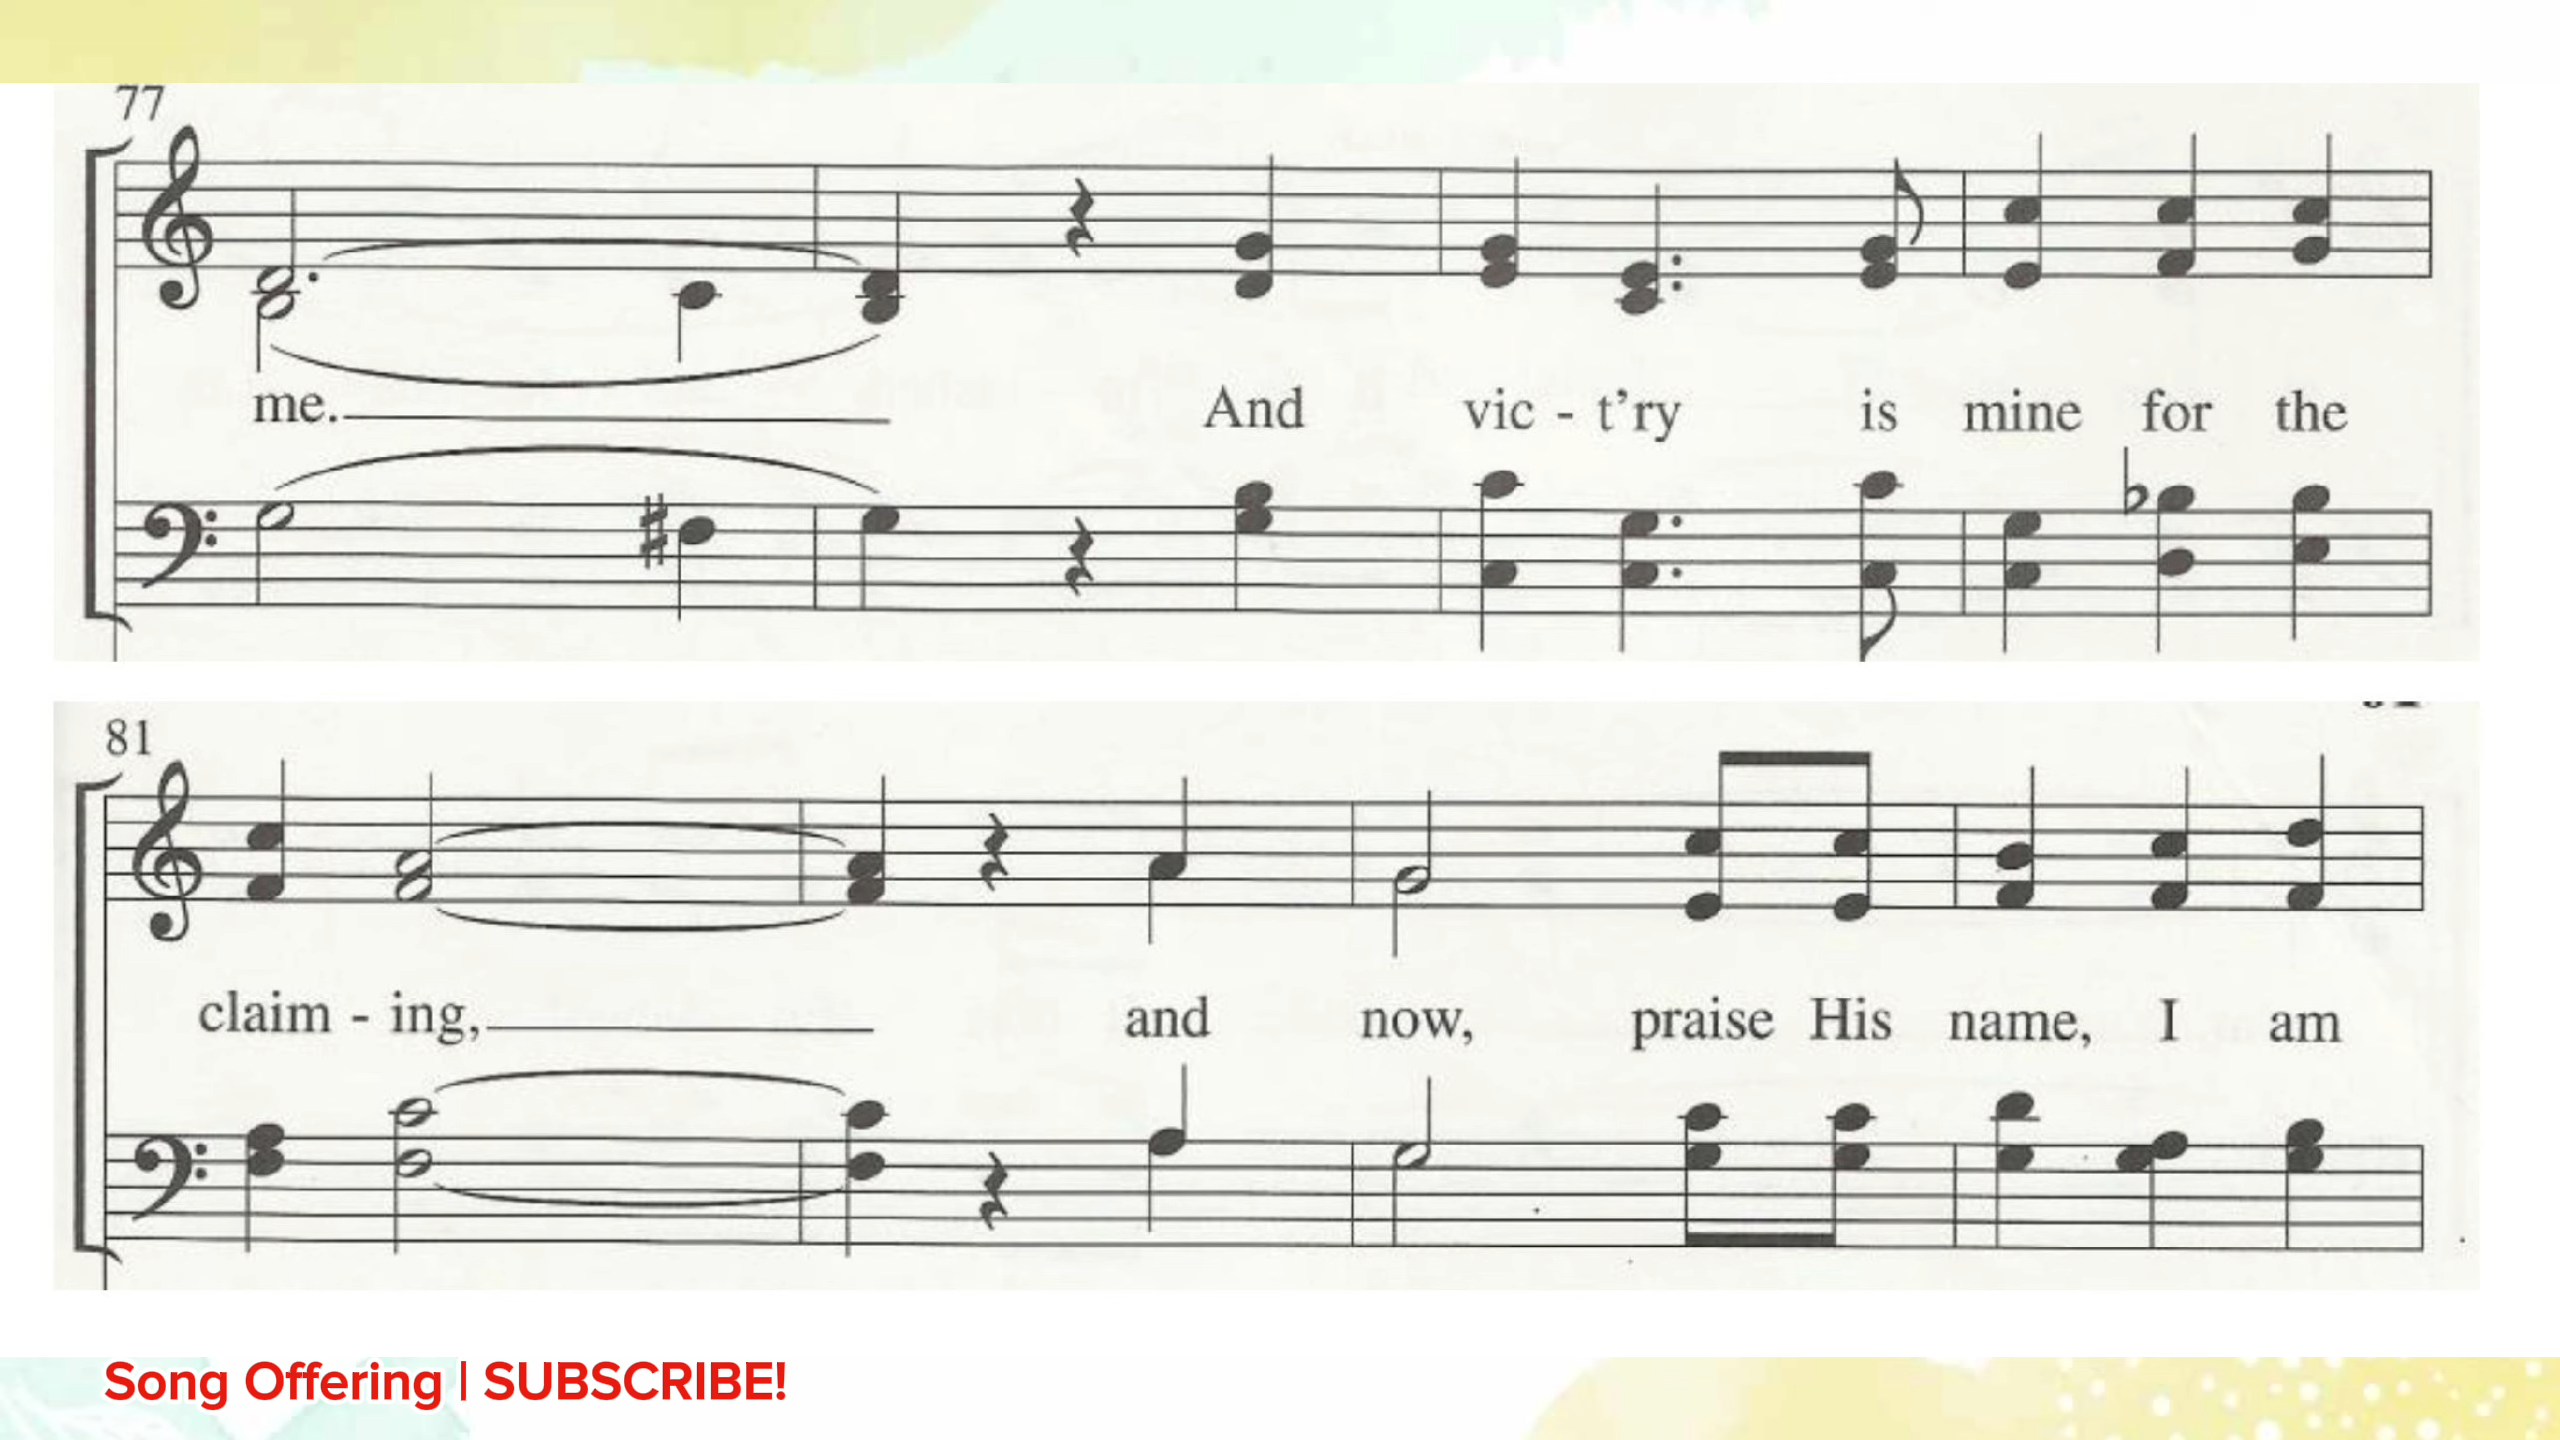 77
me. And vic - t'ry is mine for the
81
claim - ing, and now, praise His name, I am
Song Offering | SUBSCRIBE!